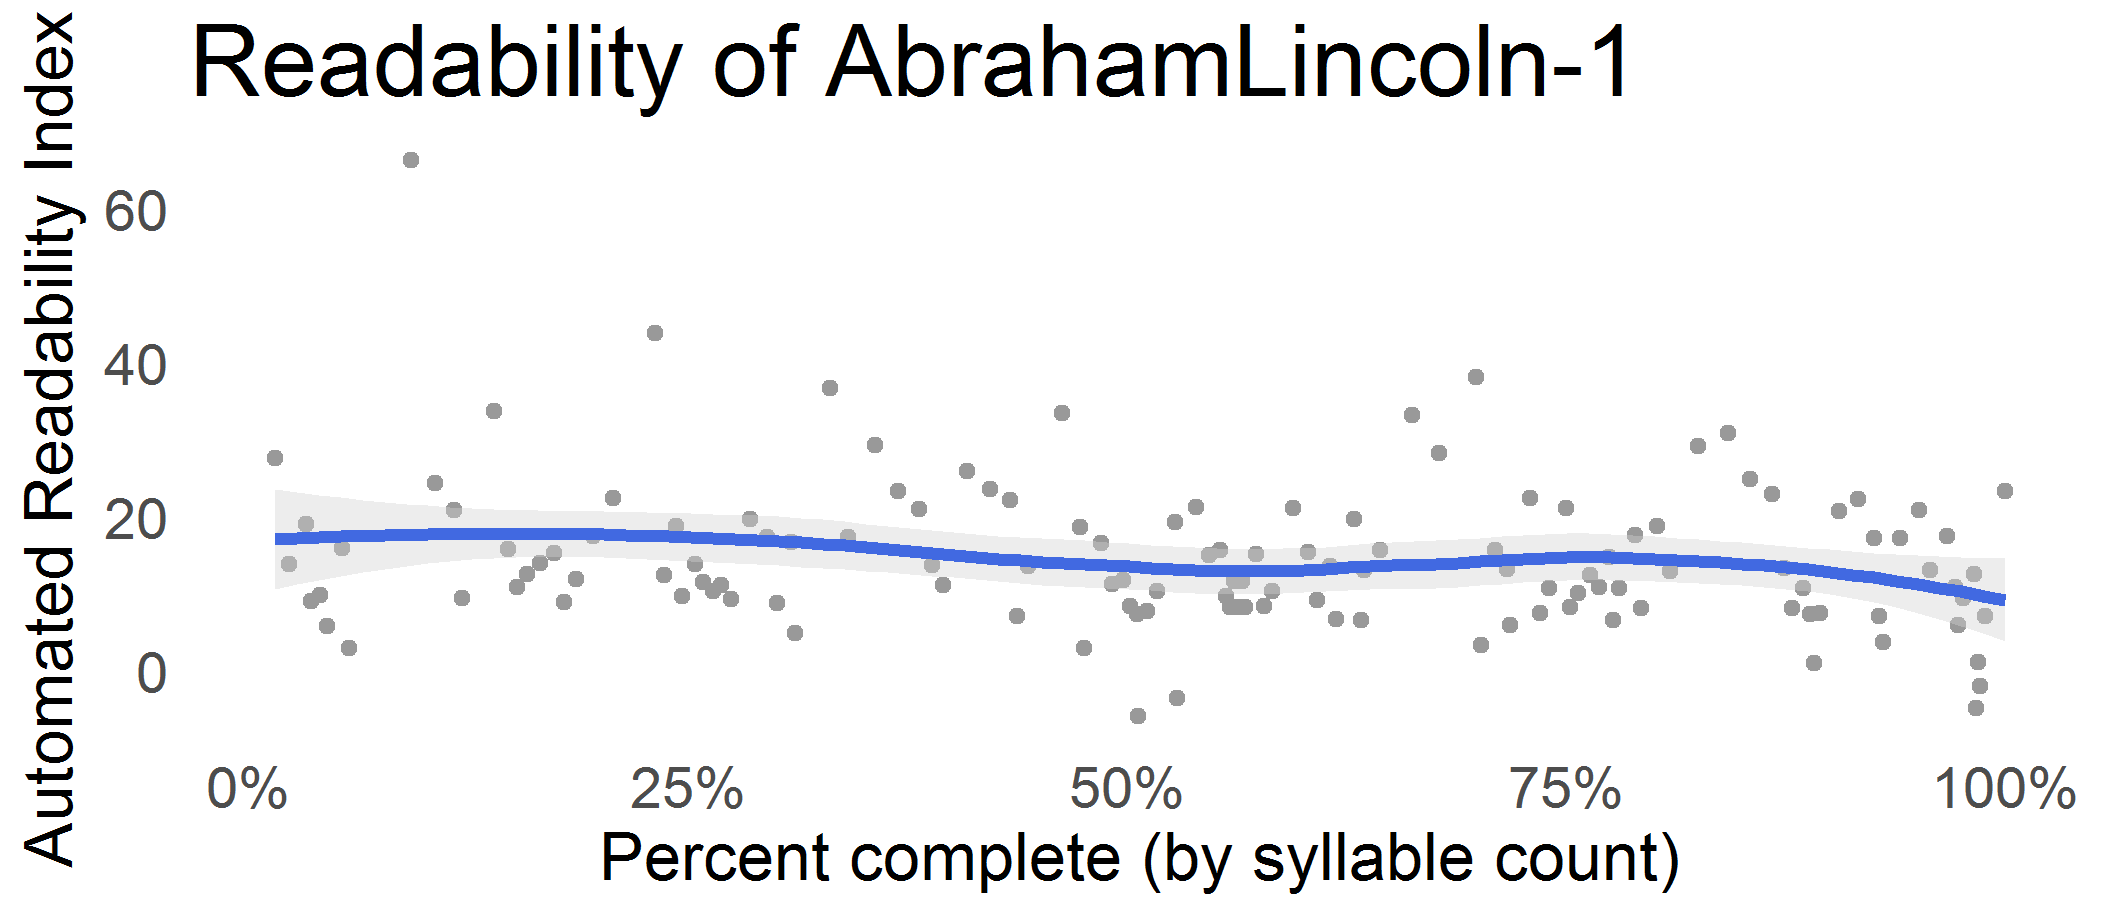 Readability of AbrahamLincoln-1
Automated Readability Index
60
40
20
0
0% 25% 50% 75% 100%
Percent complete (by syllable count)